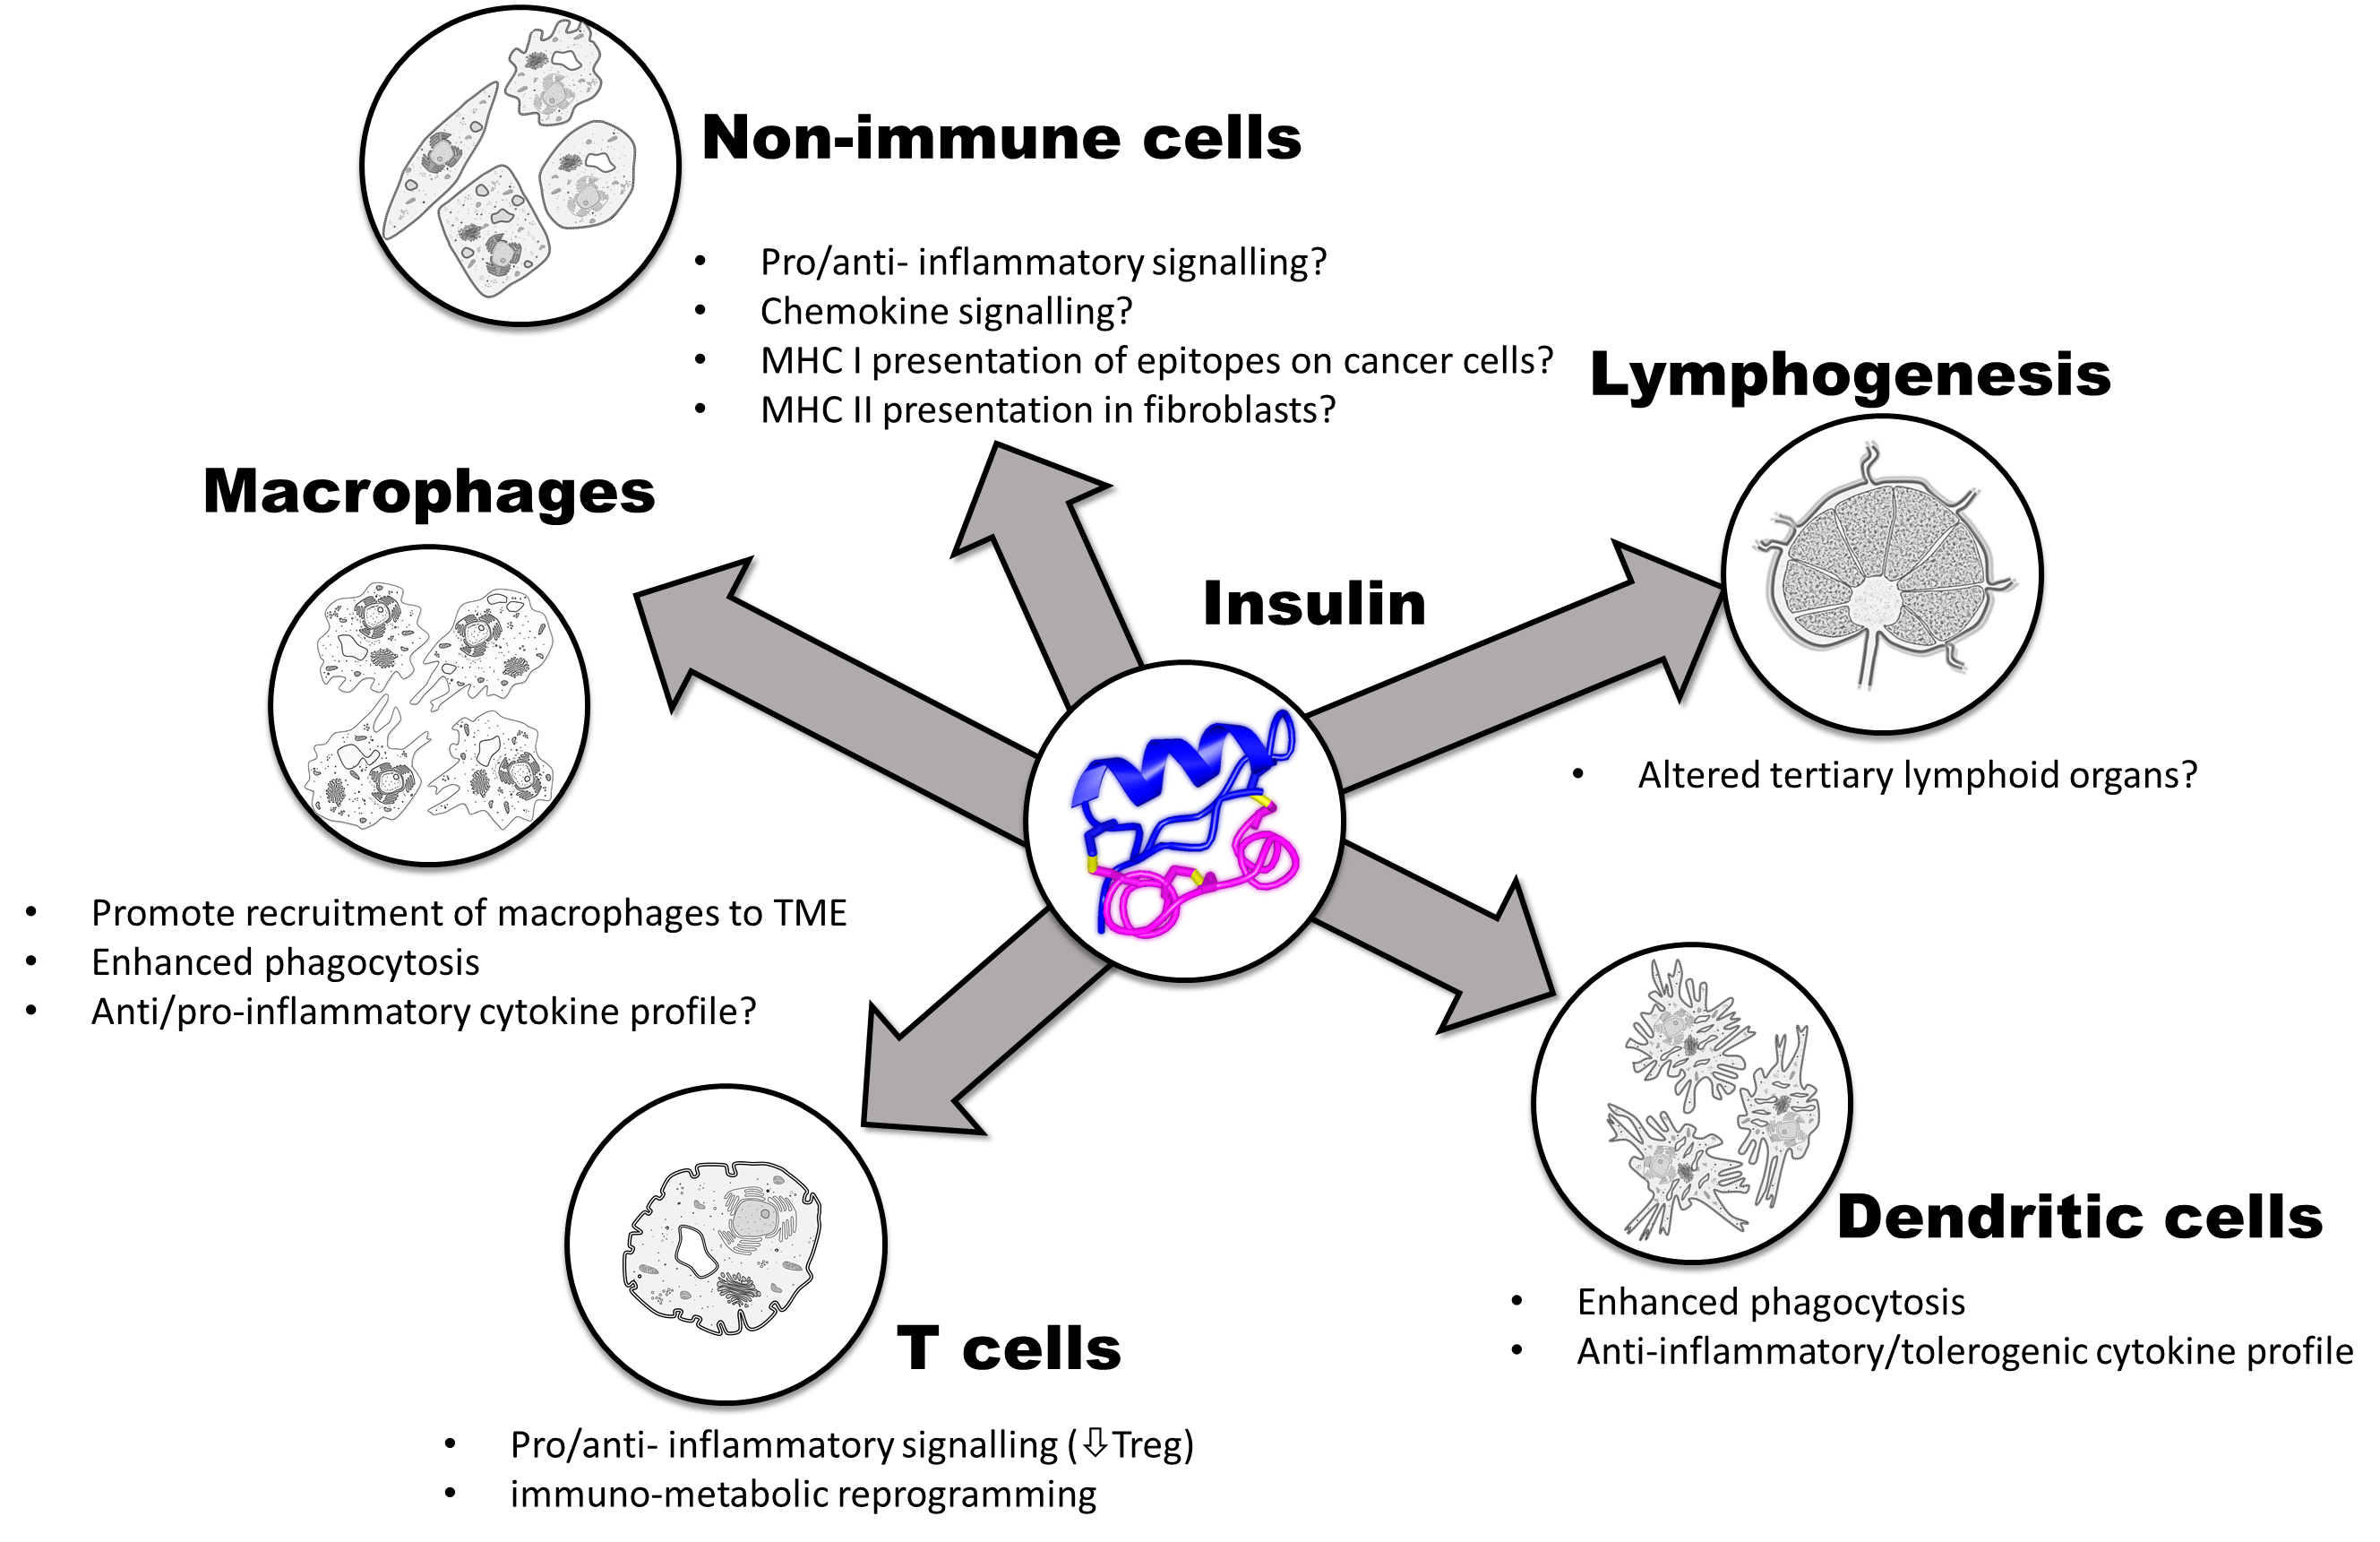 Non-immune cells
• Pro/anti- inflammatory signalling?
• Chemokine signalling?
• MHC I presentation of epitopes on cancer cells?
• MHC II presentation in fibroblasts?
Lymphogenesis
• Altered tertiary lymphoid organs?
Macrophages
• Promote recruitment of macrophages to TME
• Enhanced phagocytosis
• Anti/pro-inflammatory cytokine profile?
Insulin
Dendritic cells
• Enhanced phagocytosis
• Anti-inflammatory/tolerogenic cytokine profile
T cells
• Pro/anti- inflammatory signalling (⇩Treg)
• immuno-metabolic reprogramming